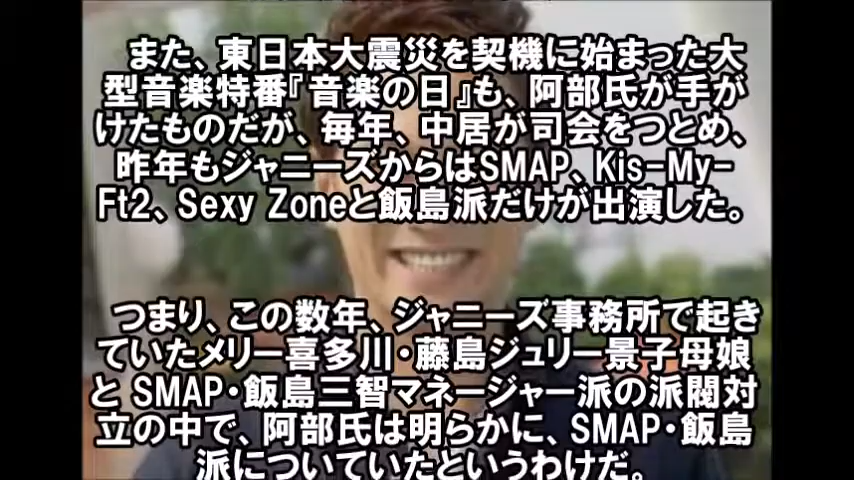 また、東日本大震災を契機に始まった大
型音楽特番『音楽の日』も、阿部氏が手が
けたものだが、毎年、中居が司会をつとめ、
昨年もジャニーズからはSMAP、Kis-My-
Ft2、Sexy Zoneと飯島派だけが出演した。
つまり、この数年、ジャニーズ事務所で起き
ていたメリー喜多川・藤島ジュリー景子母娘
と SMAP・飯島三智マネージャー派の派閥対
立の中で、阿部氏は明らかに、SMAP・飯島
派についていたというわけだ。